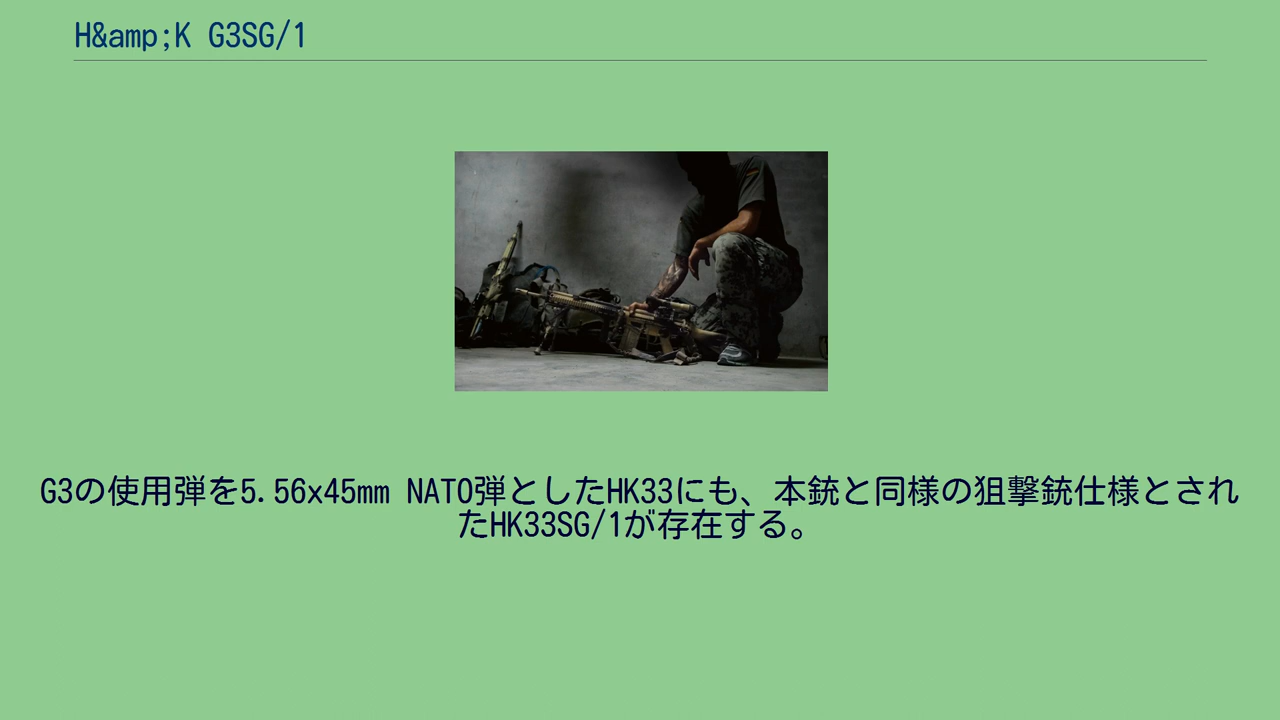 H&amp;K G3SG/1
G3の使用弾を5.56x45mm NATO弾としたHK33にも、本銃と同様の狙撃銃仕様とされ
たHK33SG/1が存在する。